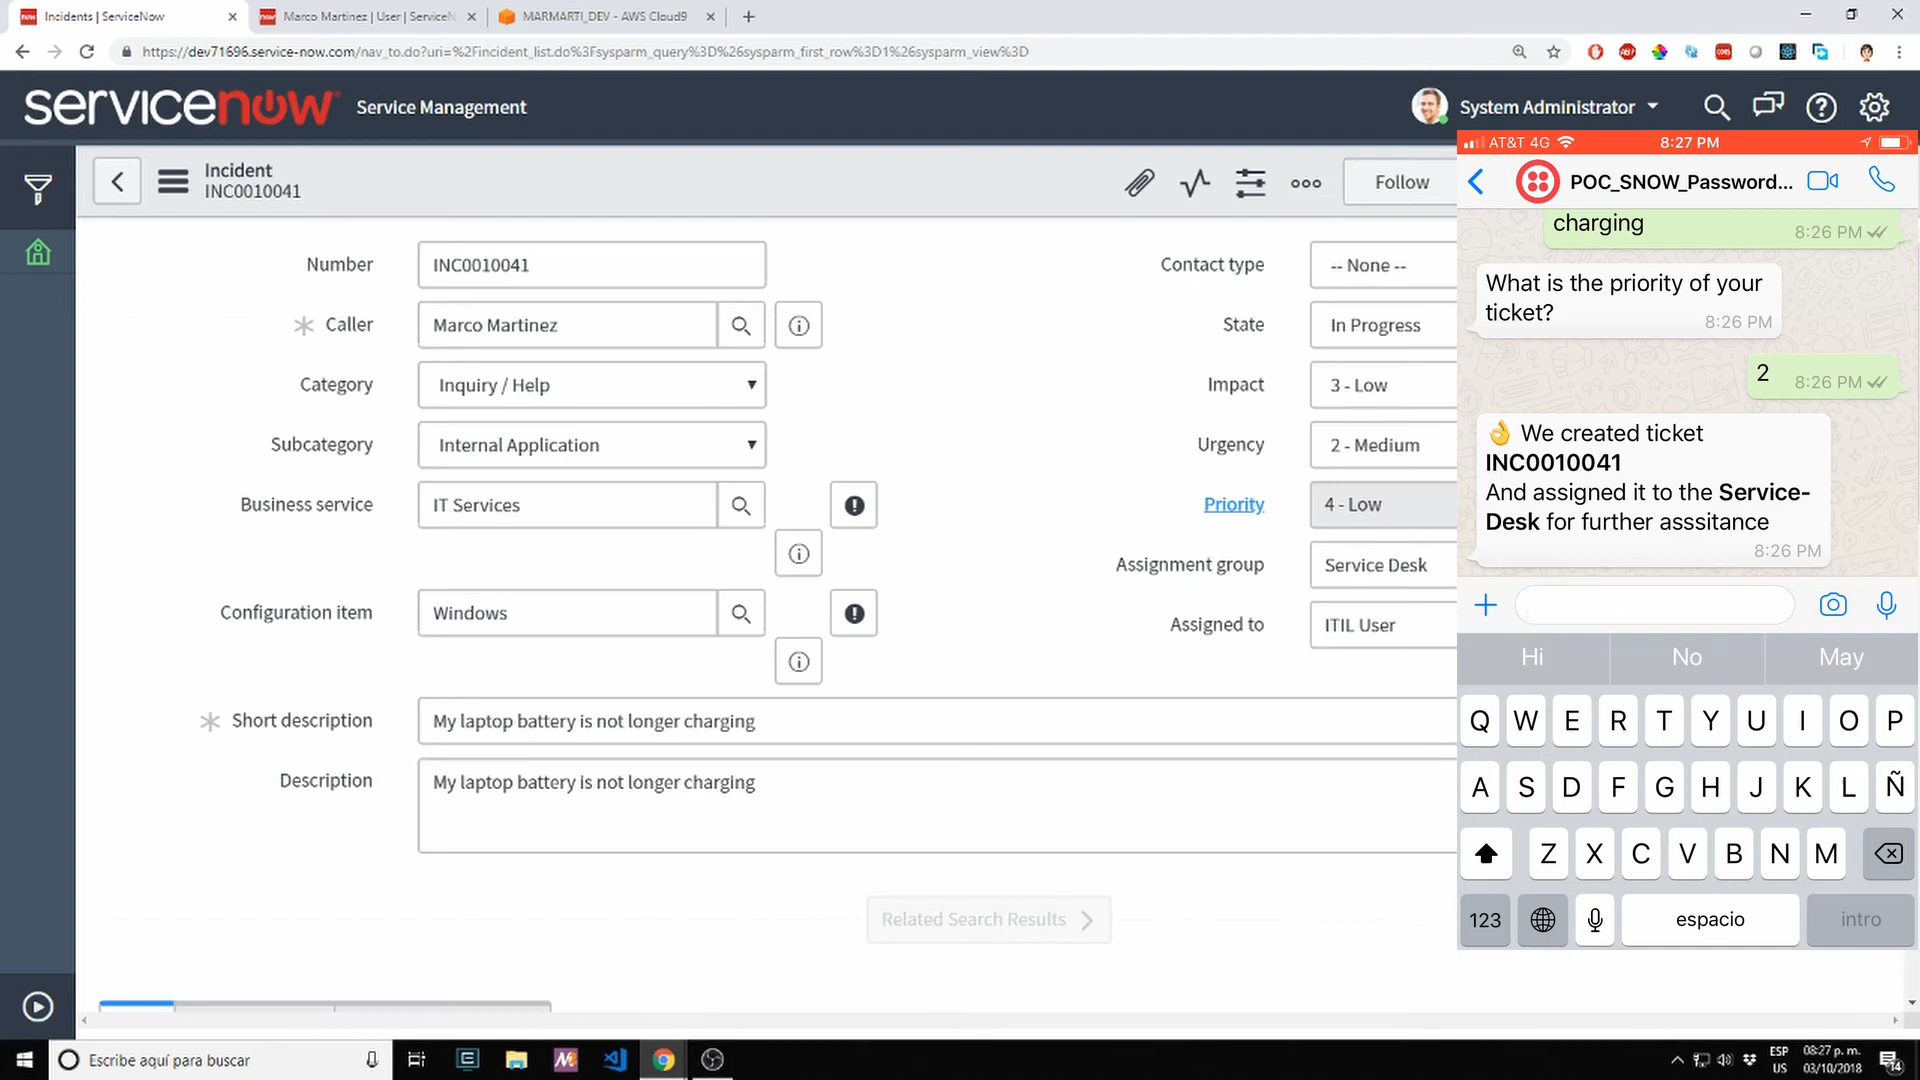 Incidents | ServiceNow
Marco Martinez | User | ServiceN
MARMARTI_DEV - AWS Cloud9
https://dev71696.service-now.com/nav_to.do?uri=%2Fincident_list.do%3Fsysparm_query%3D%26sysparm_first_row%3D1%26sysparm_view%3D
servicenow
Service Management
System Administrator
Incident
INC0010041
Follow
Number
INC0010041
Caller
Marco Martinez
Category
Inquiry / Help
Subcategory
Internal Application
Business service
IT Services
Configuration item
Windows
Short description
My laptop battery is not longer charging
Description
My laptop battery is not longer charging
Contact type
-- None --
State
In Progress
Impact
3 - Low
Urgency
2 - Medium
Priority
4 - Low
Assignment group
Service Desk
Assigned to
ITIL User
Related Search Results
AT&T 4G
8:27 PM
POC_SNOW_Password...
charging
8:26 PM
What is the priority of your
ticket?
8:26 PM
2
8:26 PM
👌 We created ticket
INC0010041
And assigned it to the Service-
Desk for further asssitance
8:26 PM
Hi No May
Q W E R T Y U I O P
A S D F G H J K L Ñ
Z X C V B N M
123 espacio intro
Escribe aquí para buscar
ESP
US
08:27 p. m.
03/10/2018
14